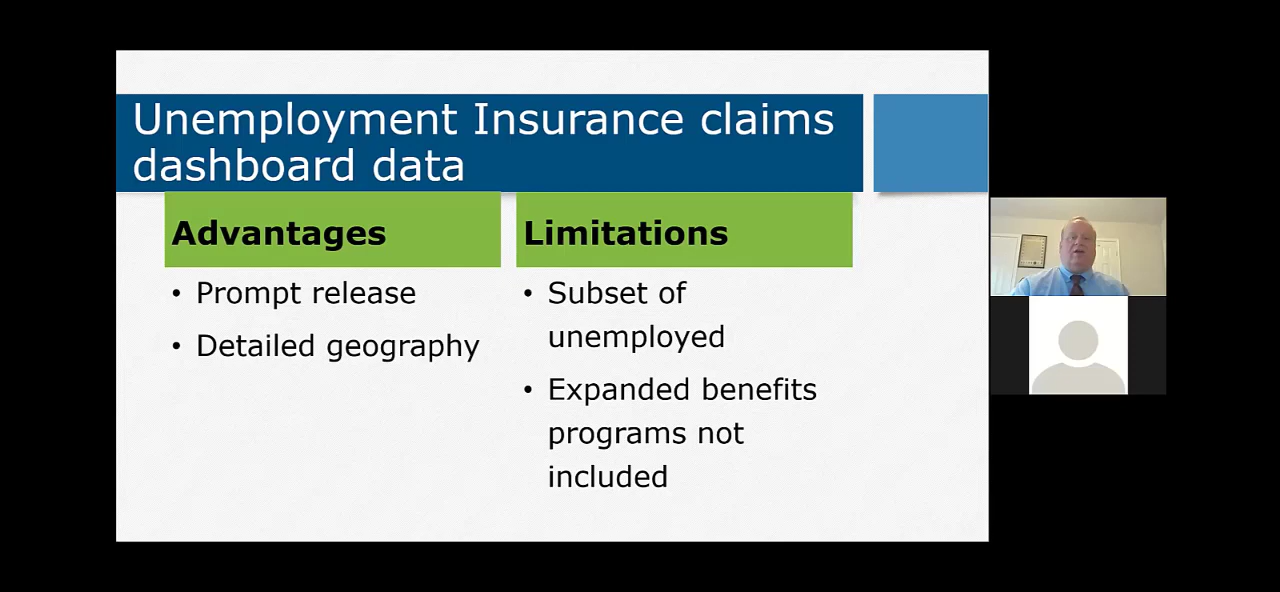 Unemployment Insurance claims
dashboard data
Advantages
• Prompt release
• Detailed geography
Limitations
• Subset of
unemployed
• Expanded benefits
programs not
included